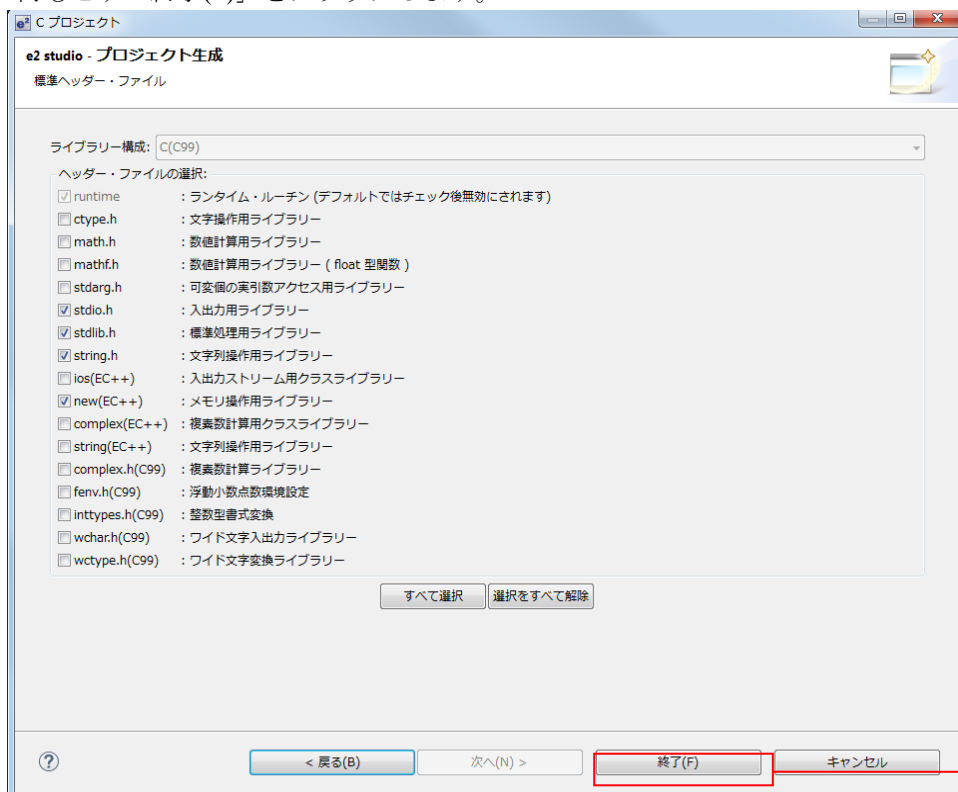 C プロジェクト
e2 studio - プロジェクト生成
標準ヘッダー・ファイル
ライブラリー構成: C(C99)
ヘッダー・ファイルの選択:
runtime : ランタイム・ルーチン (デフォルトではチェック後無効にされます)
ctype.h : 文字操作用ライブラリー
math.h : 数値計算用ライブラリー
mathf.h : 数値計算用ライブラリー ( float 型関数 )
stdarg.h : 可変個の実引数アクセス用ライブラリー
stdio.h : 入出力用ライブラリー
stdlib.h : 標準処理用ライブラリー
string.h : 文字列操作用ライブラリー
ios(EC++) : 入出力ストリーム用クラスライブラリー
new(EC++) : メモリ操作用ライブラリー
complex(EC++) : 複素数計算用クラスライブラリー
string(EC++) : 文字列操作用ライブラリー
complex.h(C99) : 複素数計算ライブラリー
fenv.h(C99) : 浮動小数点数環境設定
inttypes.h(C99) : 整数型書式変換
wchar.h(C99) : ワイド文字入出力ライブラリー
wctype.h(C99) : ワイド文字変換ライブラリー
すべて選択 選択をすべて解除
< 戻る(B) 次へ(N) > 終了(F) キャンセル